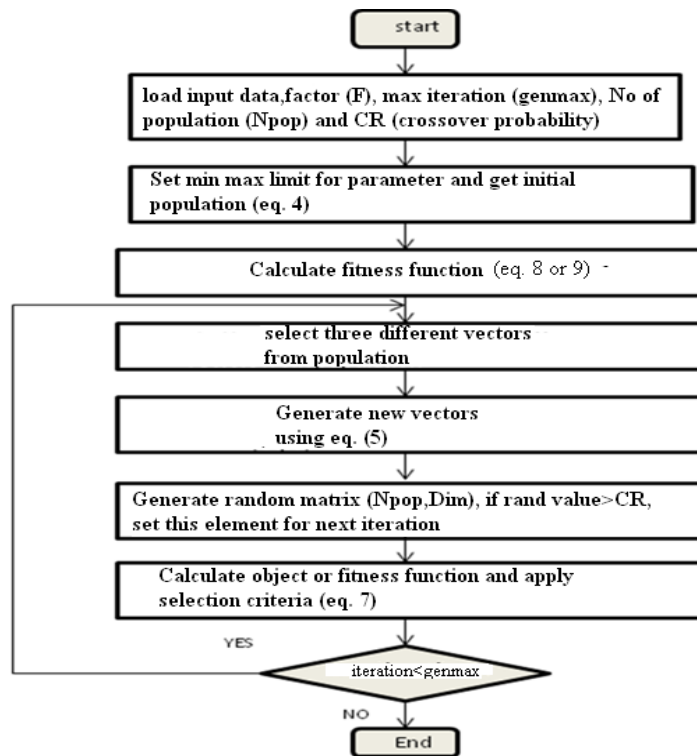 start
load input data,factor (F), max iteration (genmax), No of
population (Npop) and CR (crossover probability)
Set min max limit for parameter and get initial
population (eq. 4)
Calculate fitness function (eq. 8 or 9)
select three different vectors
from population
Generate new vectors
using eq. (5)
Generate random matrix (Npop,Dim), if rand value>CR,
set this element for next iteration
Calculate object or fitness function and apply
selection criteria (eq. 7)
YES
iteration<genmax
NO
End